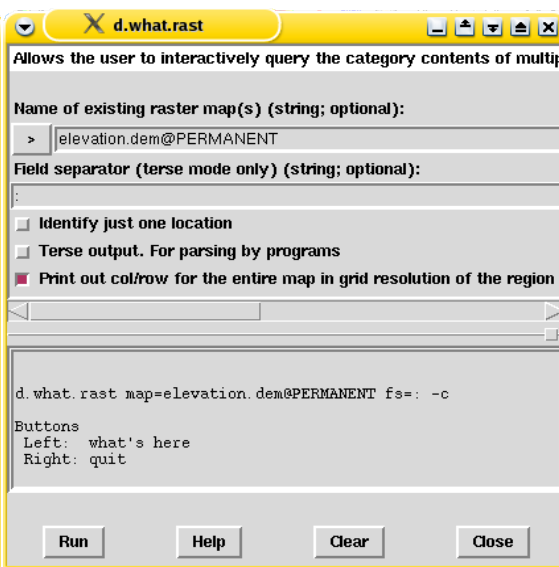 d.what.rast
Allows the user to interactively query the category contents of
Name of existing raster map(s) (string; optional):
> elevation.dem@PERMANENT
Field separator (terse mode only) (string; optional):
:
Identify just one location
Terse output. For parsing by programs
Print out col/row for the entire map in grid resolution of the region
d.what.rast map=elevation.dem@PERMANENT fs=: -c
Buttons
Left: what's here
Right: quit
Run Help Clear Close